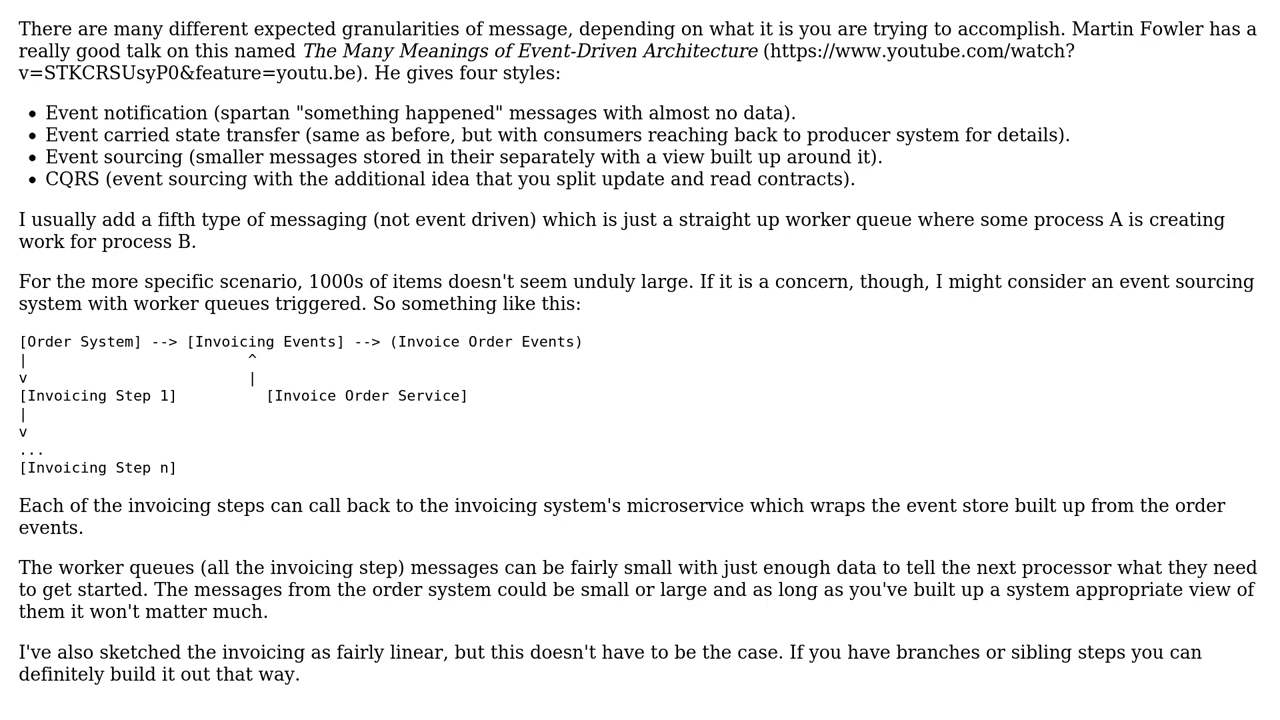 There are many different expected granularities of message, depending on what it is you are trying to accomplish. Martin Fowler has a
really good talk on this named The Many Meanings of Event-Driven Architecture (https://www.youtube.com/watch?
v=STKCRSUsyP0&feature=youtu.be). He gives four styles:
• Event notification (spartan "something happened" messages with almost no data).
• Event carried state transfer (same as before, but with consumers reaching back to producer system for details).
• Event sourcing (smaller messages stored in their separately with a view built up around it).
• CQRS (event sourcing with the additional idea that you split update and read contracts).
I usually add a fifth type of messaging (not event driven) which is just a straight up worker queue where some process A is creating
work for process B.
For the more specific scenario, 1000s of items doesn't seem unduly large. If it is a concern, though, I might consider an event sourcing
system with worker queues triggered. So something like this:
[Order System] --> [Invoicing Events] --> (Invoice Order Events)
|                         ^
v                         |
[Invoicing Step 1]          [Invoice Order Service]
|
v
...
[Invoicing Step n]
Each of the invoicing steps can call back to the invoicing system's microservice which wraps the event store built up from the order
events.
The worker queues (all the invoicing step) messages can be fairly small with just enough data to tell the next processor what they need
to get started. The messages from the order system could be small or large and as long as you've built up a system appropriate view of
them it won't matter much.
I've also sketched the invoicing as fairly linear, but this doesn't have to be the case. If you have branches or sibling steps you can
definitely build it out that way.